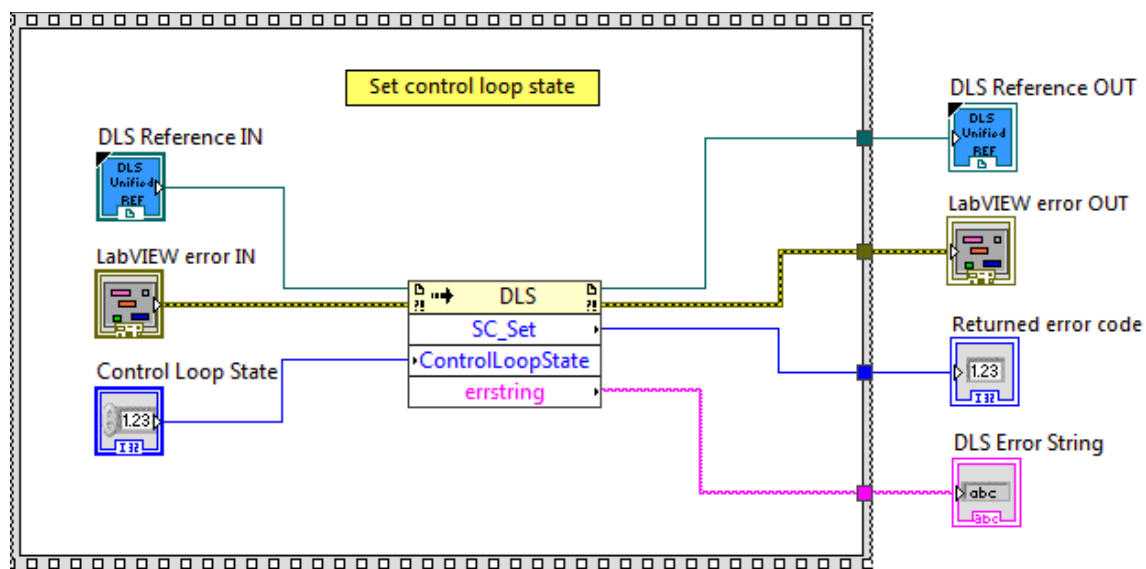 Set control loop state
DLS Reference OUT
DLS
Unified
REF
DLS Reference IN
DLS
Unified
REF
LabVIEW error OUT
LabVIEW error IN
DLS
SC_Set
Returned error code
ControlLoopState
Control Loop State
1.23
I32
errstring
1.23
I32
DLS Error String
abc
abc